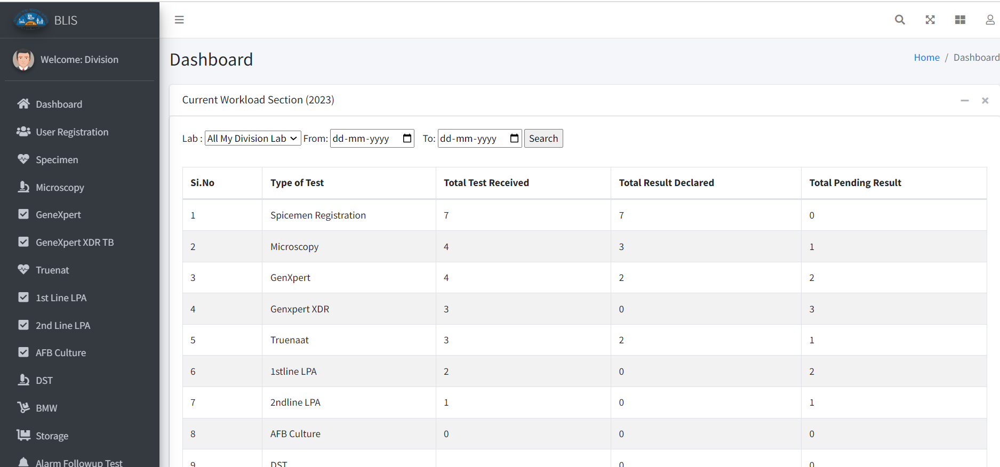 BLIS
Welcome: Division
Dashboard
User Registration
Specimen
Microscopy
GeneXpert
GeneXpert XDR TB
Truenat
1st Line LPA
2nd Line LPA
AFB Culture
DST
BMW
Storage
Alarm Followup Test
Dashboard
Home / Dashboard
Current Workload Section (2023)
Lab : All My Division Lab From: dd-mm-yyyy To: dd-mm-yyyy Search
Si.No Type of Test Total Test Received Total Result Declared Total Pending Result
1 Spicemen Registration 7 7 0
2 Microscopy 4 3 1
3 GenXpert 4 2 2
4 Genxpert XDR 3 0 3
5 Truenaat 3 2 1
6 1stline LPA 2 0 2
7 2ndline LPA 1 0 1
8 AFB Culture 0 0 0
9 DST 0 0